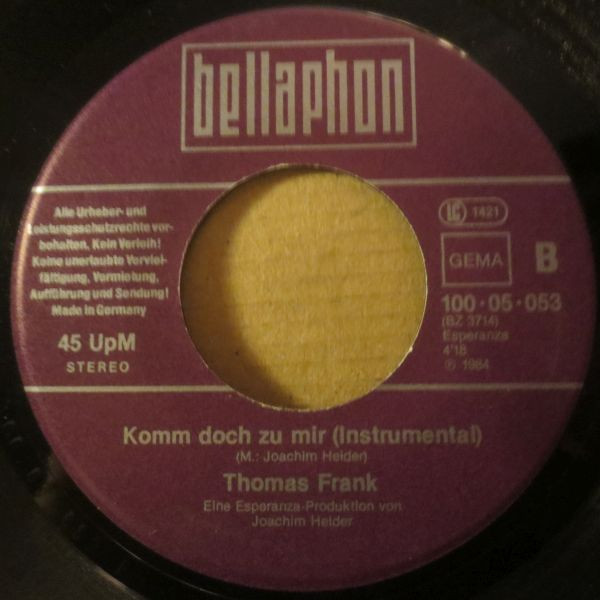 bellaphon
Alle Urheber- und
Leistungsschutzrechte vor-
behalten. Kein Verleih!
Keine unerlaubte Verviel-
fältigung, Vermietung,
Aufführung und Sendung!
Made in Germany
45 UpM
STEREO
LC 1421
GEMA B
100·05·053
(BZ 3714)
Esperanza
4'18
℗ 1984
Komm doch zu mir (Instrumental)
(M.: Joachim Heider)
Thomas Frank
Eine Esperanza-Produktion von
Joachim Heider